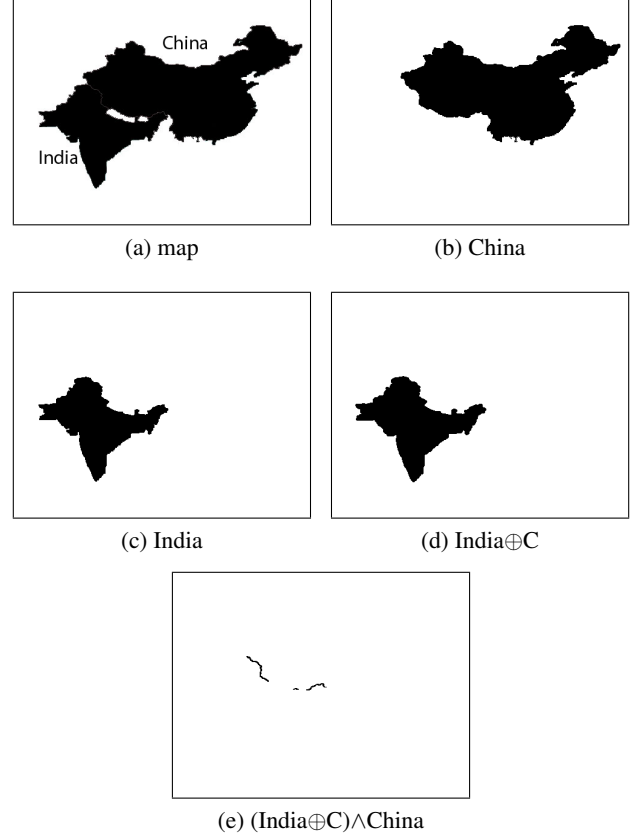 China
India
(a) map
(b) China
(c) India
(d) India⊕C
(e) (India⊕C)∧China